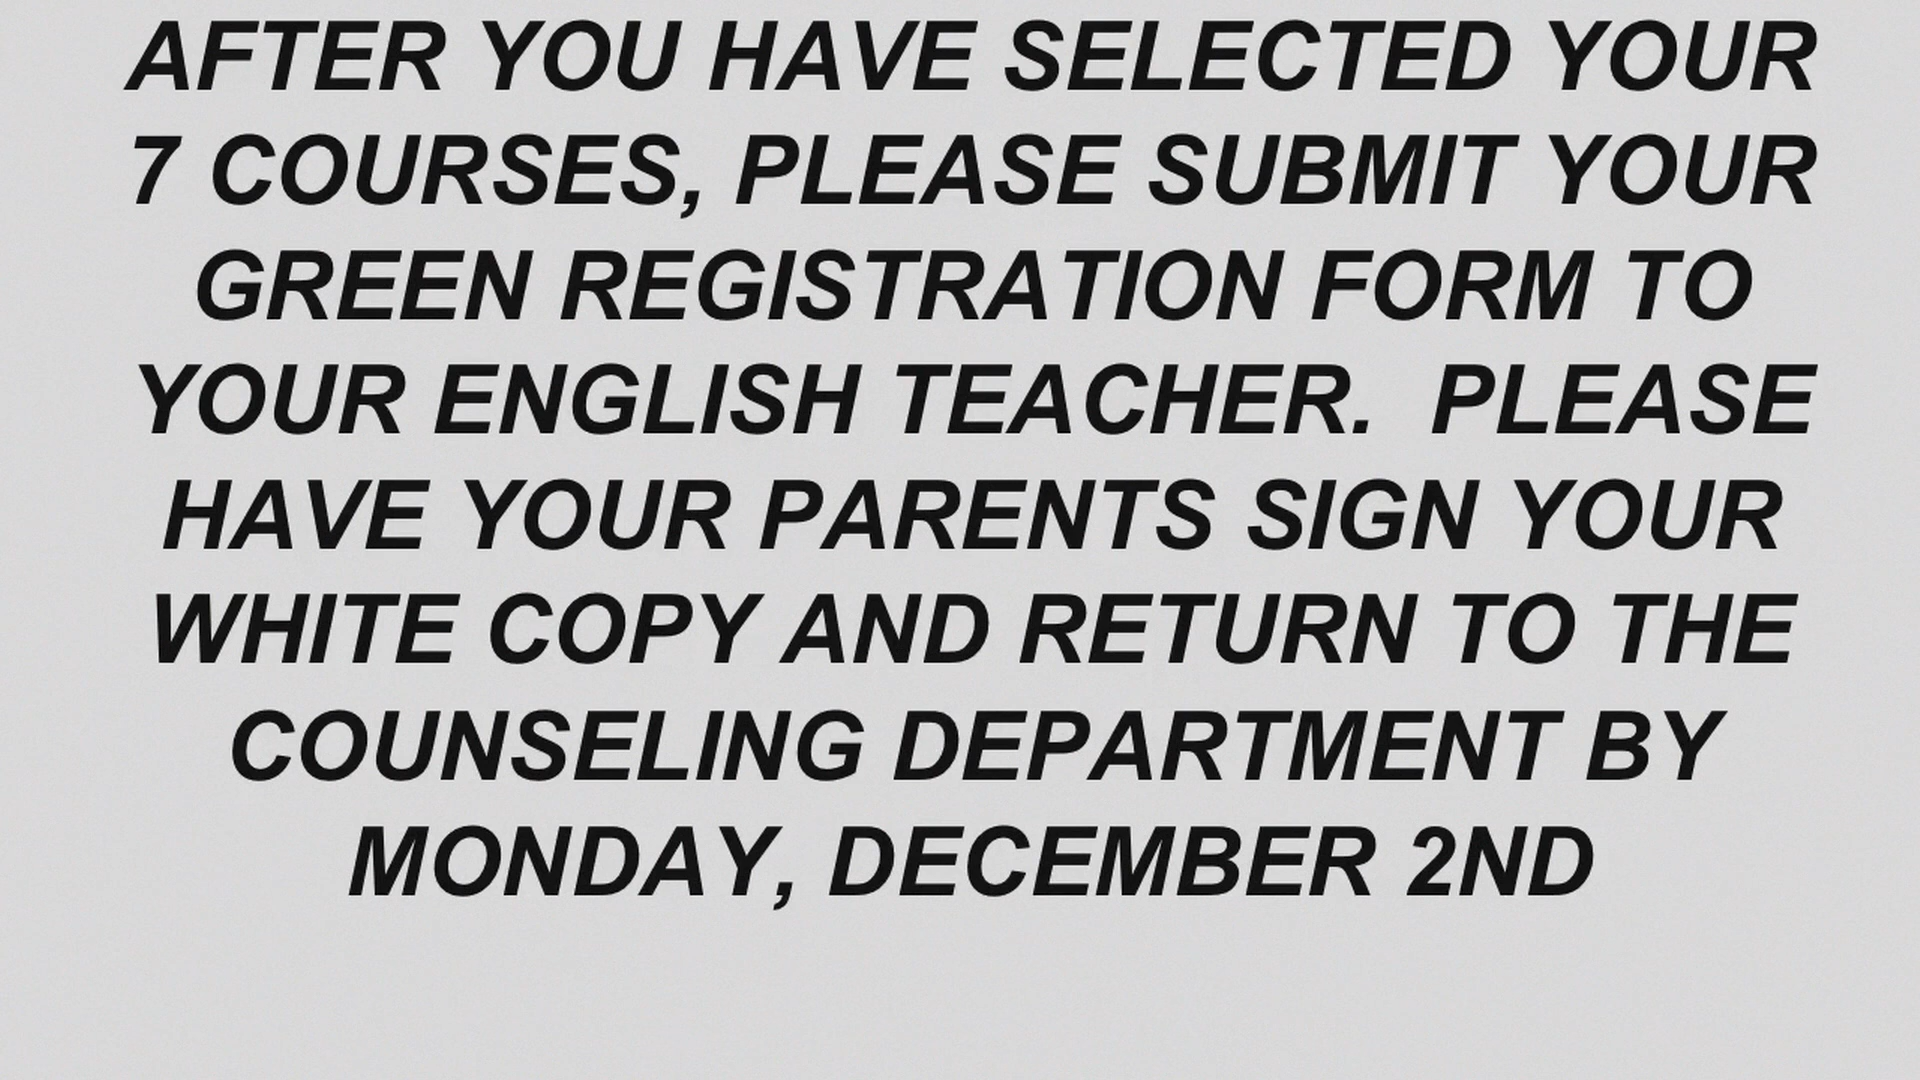 AFTER YOU HAVE SELECTED YOUR
7 COURSES, PLEASE SUBMIT YOUR
GREEN REGISTRATION FORM TO
YOUR ENGLISH TEACHER.  PLEASE
HAVE YOUR PARENTS SIGN YOUR
WHITE COPY AND RETURN TO THE
COUNSELING DEPARTMENT BY
MONDAY, DECEMBER 2ND